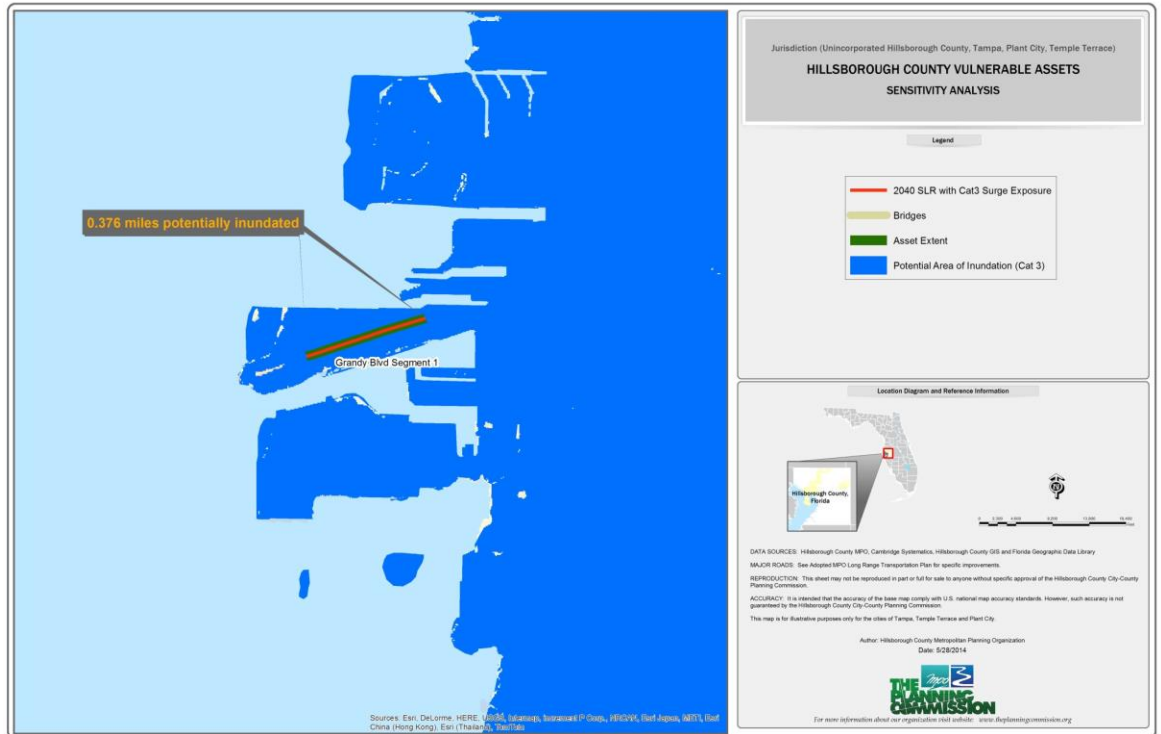 0.376 miles potentially inundated
Grandy Blvd Segment 1
Sources: Esri, DeLorme, HERE, USGS, Intermap, increment P Corp., NRCAN, Esri Japan, METI, Esri
China (Hong Kong), Esri (Thailand), TomTom
Jurisdiction (Unincorporated Hillsborough County, Tampa, Plant City, Temple Terrace)
HILLSBOROUGH COUNTY VULNERABLE ASSETS
SENSITIVITY ANALYSIS
Legend
2040 SLR with Cat3 Surge Exposure
Bridges
Asset Extent
Potential Area of Inundation (Cat 3)
Location Diagram and Reference Information
Hillsborough County,
Florida
DATA SOURCES: Hillsborough County MPO, Cambridge Systematics, Hillsborough County GIS and Florida Geographic Data Library
MAJOR ROADS: See Adopted MPO Long Range Transportation Plan for specific improvements.
REPRODUCTION: This sheet may not be reproduced in part or full for sale to anyone without specific approval of the Hillsborough County City-County
Planning Commission.
ACCURACY: It is intended that the accuracy of the base map comply with U.S. national map accuracy standards. However, such accuracy is not
guaranteed by the Hillsborough County City-County Planning Commission.
This map is for illustrative purposes only for the cities of Tampa, Temple Terrace and Plant City.
Author: Hillsborough County Metropolitan Planning Organization
Date: 5/28/2014
mpo
THE
PLANNING
COMMISSION
For more information about our organization visit website: www.theplanningcommission.org